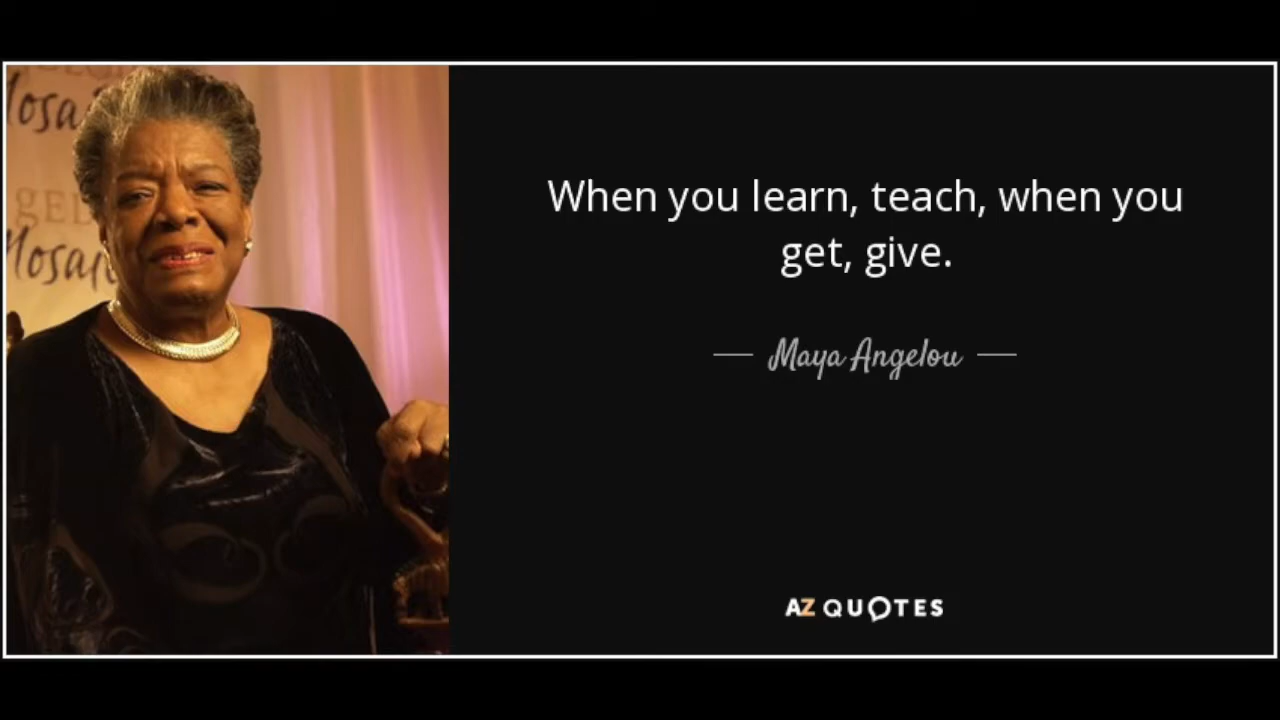 When you learn, teach, when you
get, give.
Maya Angelou
AZ QUOTES